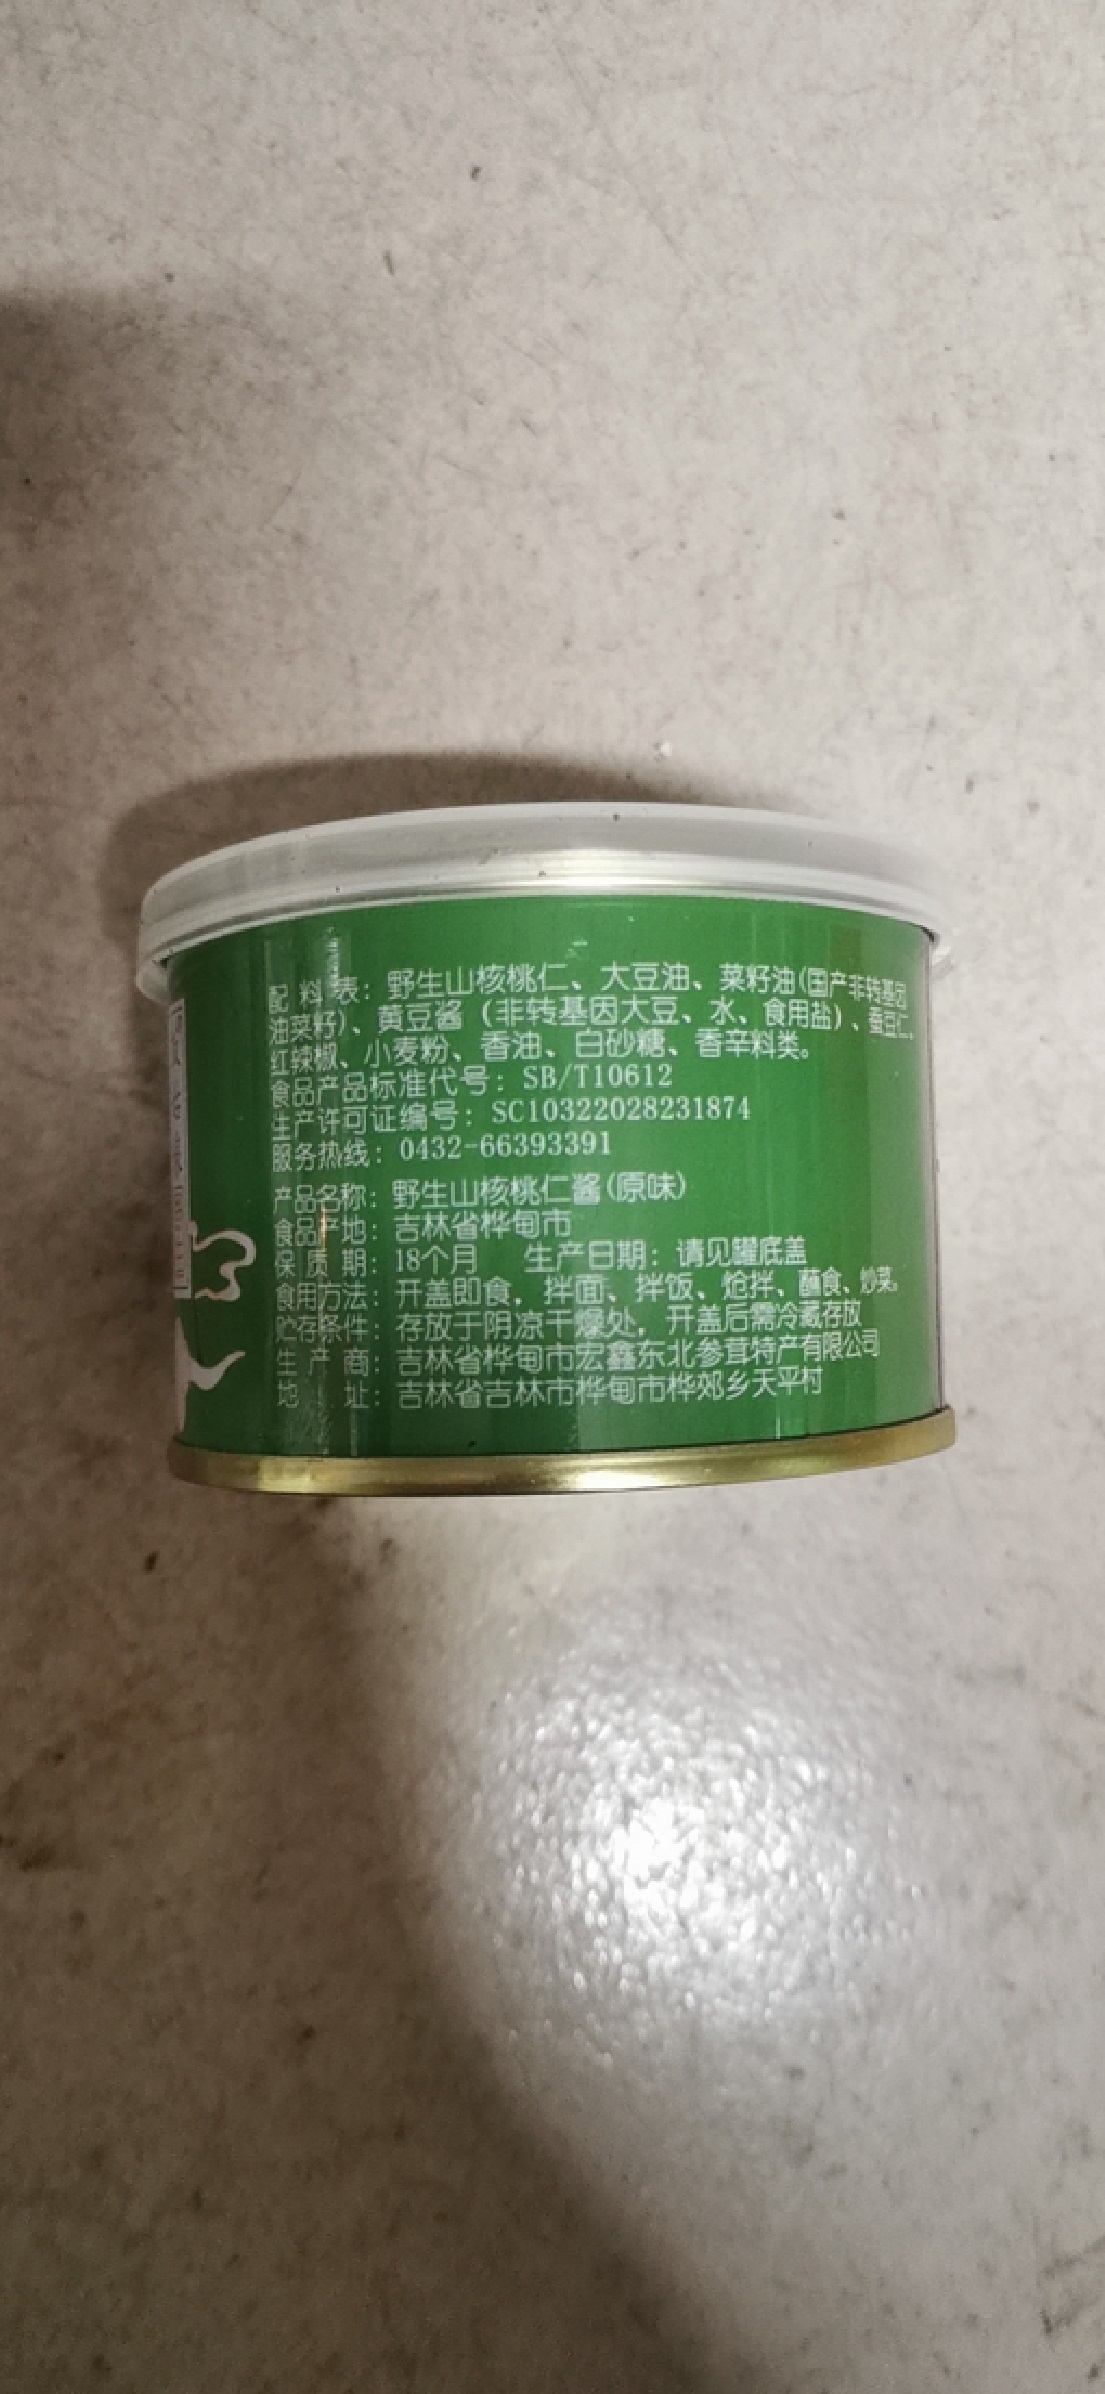 配料表：野生山核桃仁、大豆油、菜籽油(国产非转基因
油菜籽)、黄豆酱（非转基因大豆、水、食用盐)、蚕豆仁、
红辣椒、小麦粉、香油、白砂糖、香辛料类。
食品产品标准代号：SB/T10612
生产许可证编号：SC10322028231874
服务热线：0432-66393391
产品名称：野生山核桃仁酱(原味)
食品产地：吉林省桦甸市
保质期：18个月 生产日期：请见罐底盖
食用方法：开盖即食，拌面、拌饭、炝拌、蘸食、炒菜。
贮存条件：存放于阴凉干燥处，开盖后需冷藏存放
生产商：吉林省桦甸市宏鑫东北参茸特产有限公司
地址：吉林省吉林市桦甸市桦郊乡天平村